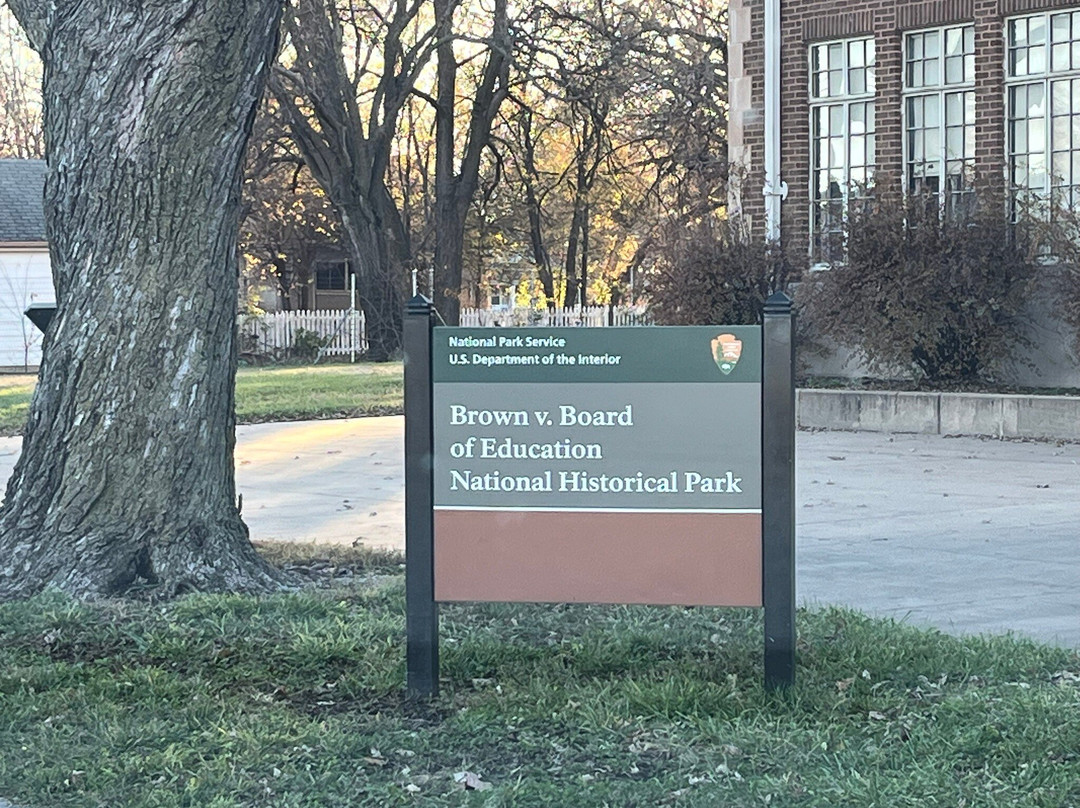 National Park Service
U.S. Department of the Interior
Brown v. Board
of Education
National Historical Park